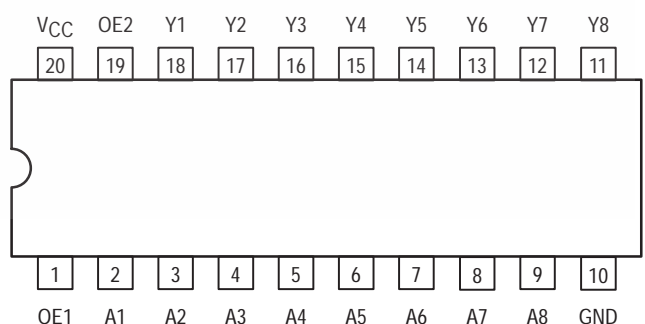 VCC OE2 Y1 Y2 Y3 Y4 Y5 Y6 Y7 Y8
20 19 18 17 16 15 14 13 12 11
1 2 3 4 5 6 7 8 9 10
OE1 A1 A2 A3 A4 A5 A6 A7 A8 GND